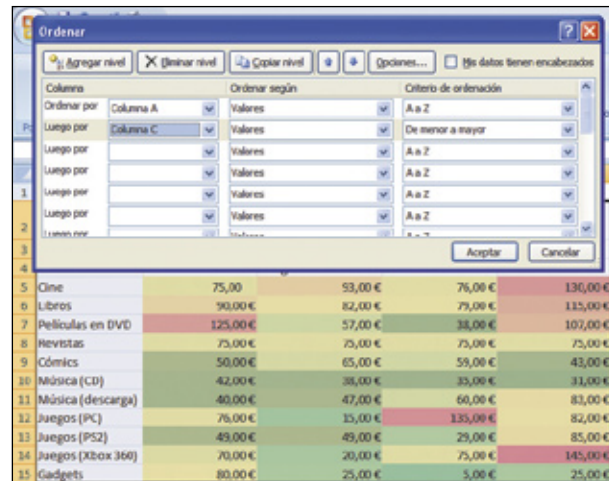 Ordenar
Agregar nivel Eliminar nivel Copiar nivel Opciones... Mis datos tienen encabezados
Columna Ordenar según Criterio de ordenación
Ordenar por Columna A Valores A a Z
Luego por Columna C Valores De menor a mayor
Luego por Valores A a Z
Luego por Valores A a Z
Luego por Valores A a Z
Luego por Valores A a Z
Luego por Valores A a Z
Aceptar Cancelar
1
2
3
4
5 Cine 75,00 93,00 € 76,00 € 130,00 €
6 Libros 90,00 € 82,00 € 79,00 € 115,00 €
7 Películas en DVD 125,00 € 57,00 € 38,00 € 107,00 €
8 Revistas 75,00 € 75,00 € 75,00 € 75,00 €
9 Cómics 50,00 € 65,00 € 59,00 € 43,00 €
10 Música (CD) 42,00 € 38,00 € 35,00 € 31,00 €
11 Música (descarga) 40,00 € 47,00 € 60,00 € 83,00 €
12 Juegos (PC) 76,00 € 15,00 € 135,00 € 82,00 €
13 Juegos (PS2) 49,00 € 49,00 € 29,00 € 85,00 €
14 Juegos (Xbox 360) 70,00 € 20,00 € 75,00 € 145,00 €
15 Gadgets 80,00 € 25,00 € 5,00 € 25,00 €